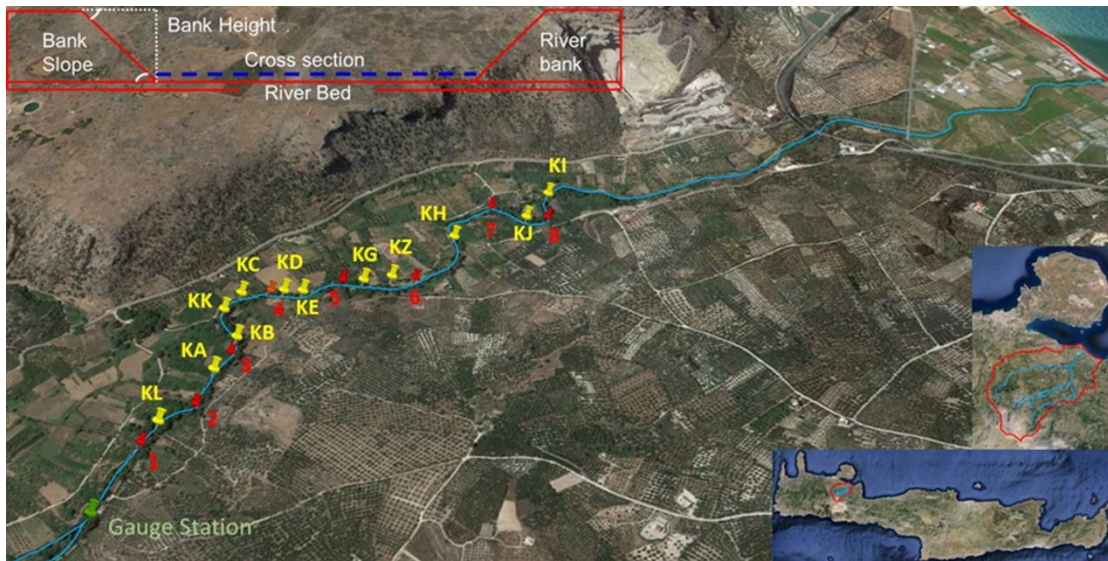 Bank Height
Bank
Slope
Cross section
River
bank
River Bed
KI
KH
7
KJ
8
KG
KZ
KC
KD
5
6
KK
4
KE
KB
KA
3
KL
2
1
Gauge Station